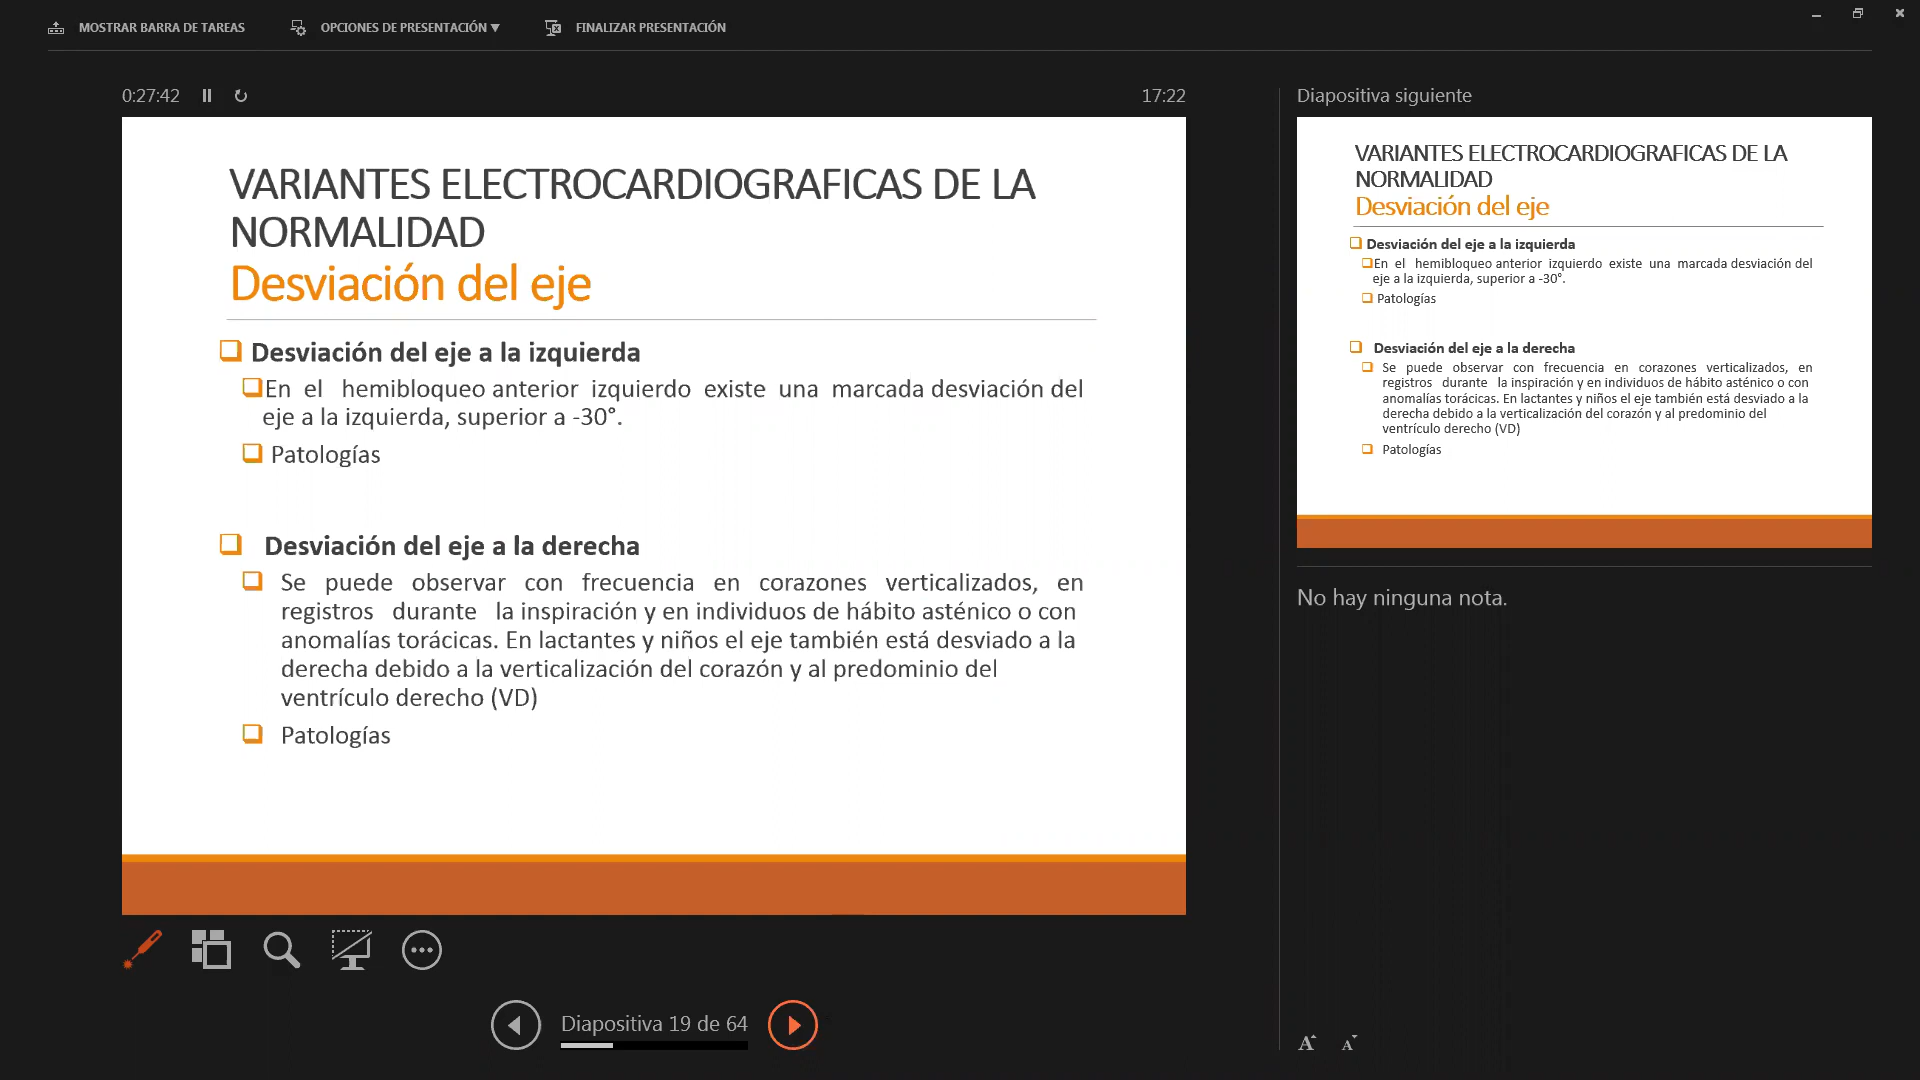 MOSTRAR BARRA DE TAREAS
OPCIONES DE PRESENTACIÓN ▼
FINALIZAR PRESENTACIÓN
0:27:42
17:22
VARIANTES ELECTROCARDIOGRAFICAS DE LA
NORMALIDAD
Desviación del eje
Desviación del eje a la izquierda
En el hemibloqueo anterior izquierdo existe una marcada desviación del
eje a la izquierda, superior a -30°.
Patologías
Desviación del eje a la derecha
Se puede observar con frecuencia en corazones verticalizados, en
registros durante la inspiración y en individuos de hábito asténico o con
anomalías torácicas. En lactantes y niños el eje también está desviado a la
derecha debido a la verticalización del corazón y al predominio del
ventrículo derecho (VD)
Patologías
Diapositiva 19 de 64
Diapositiva siguiente
VARIANTES ELECTROCARDIOGRAFICAS DE LA
NORMALIDAD
Desviación del eje
Desviación del eje a la izquierda
En el hemibloqueo anterior izquierdo existe una marcada desviación del
eje a la izquierda, superior a -30°.
Patologías
Desviación del eje a la derecha
Se puede observar con frecuencia en corazones verticalizados, en
registros durante la inspiración y en individuos de hábito asténico o con
anomalías torácicas. En lactantes y niños el eje también está desviado a la
derecha debido a la verticalización del corazón y al predominio del
ventrículo derecho (VD)
Patologías
No hay ninguna nota.
A A